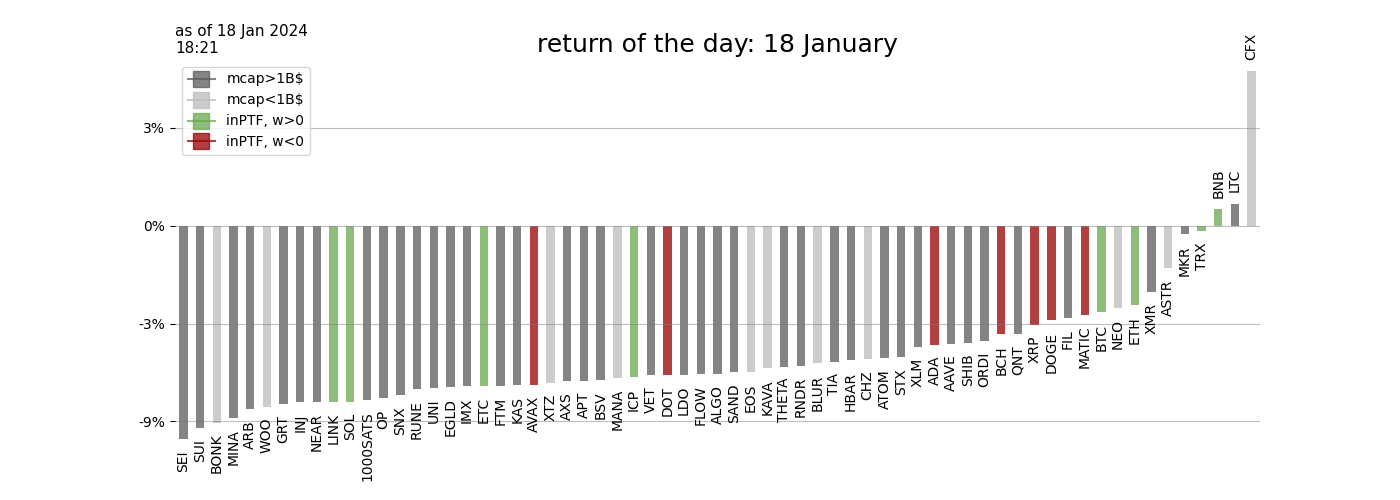 as of 18 Jan 2024
18:21
return of the day: 18 January
mcap>1B$
mcap<1B$
inPTF, w>0
inPTF, w<0
3%
0%
-3%
-9%
SEI
SUI
BONK
MINA
ARB
WOO
GRT
INJ
NEAR
LINK
SOL
1000SATS
OP
SNX
RUNE
UNI
EGLD
IMX
ETC
FTM
KAS
AVAX
XTZ
AXS
APT
BSV
MANA
ICP
VET
DOT
LDO
FLOW
ALGO
SAND
EOS
KAVA
THETA
RNDR
BLUR
TIA
HBAR
CHZ
ATOM
STX
XLM
ADA
AAVE
SHIB
ORDI
BCH
QNT
XRP
DOGE
FIL
MATIC
BTC
NEO
ETH
XMR
ASTR
MKR
TRX
BNB
LTC
CFX